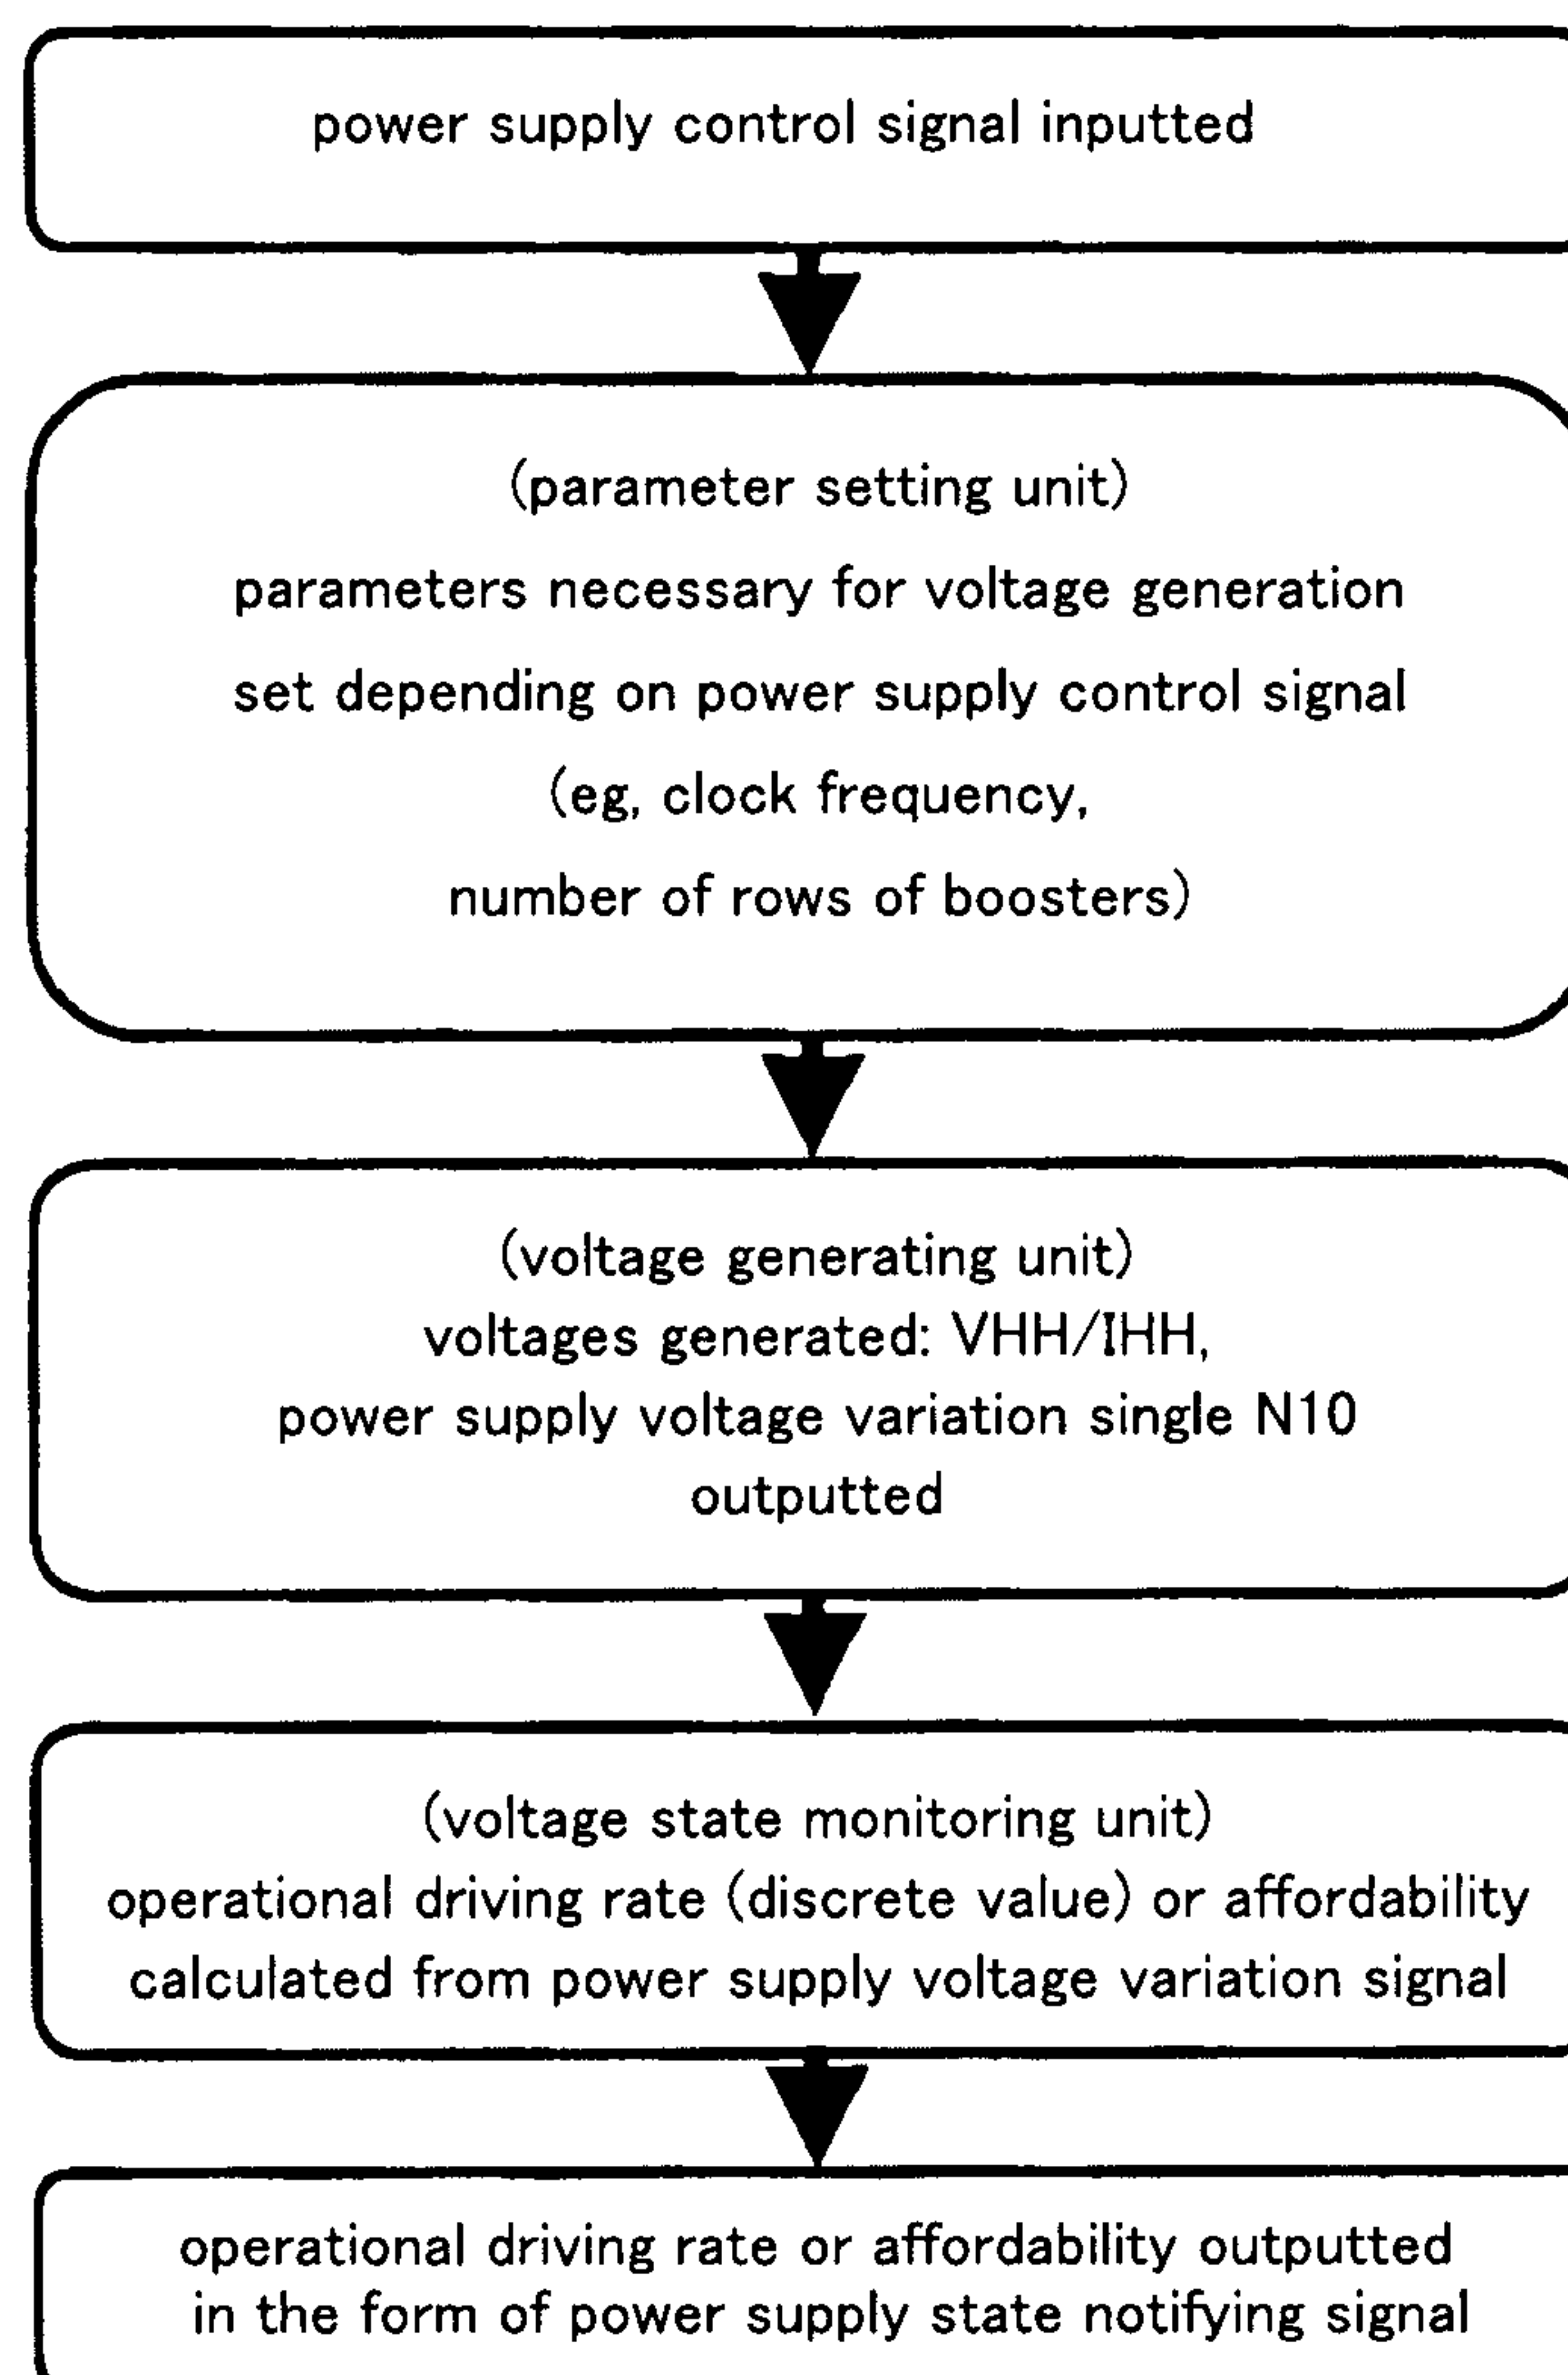 power supply control signal inputted
(parameter setting unit)
parameters necessary for voltage generation
set depending on power supply control signal
(eg, clock frequency,
number of rows of boosters)
(voltage generating unit)
voltages generated: VHH/IHH,
power supply voltage variation single N10
outputted
(voltage state monitoring unit)
operational driving rate (discrete value) or affordability
calculated from power supply voltage variation signal
operational driving rate or affordability outputted
in the form of power supply state notifying signal